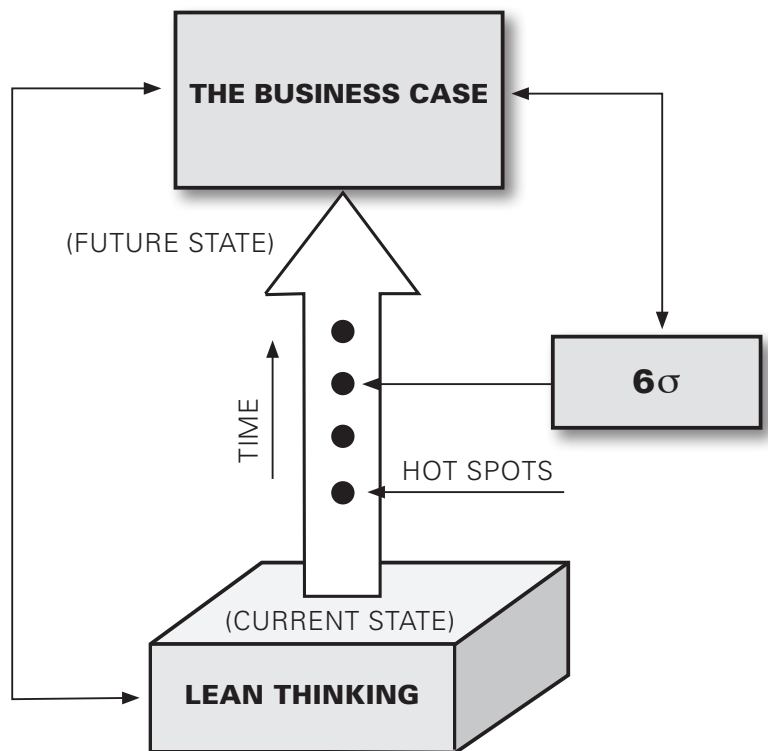 THE BUSINESS CASE
(FUTURE STATE)
6σ
TIME
HOT SPOTS
(CURRENT STATE)
LEAN THINKING